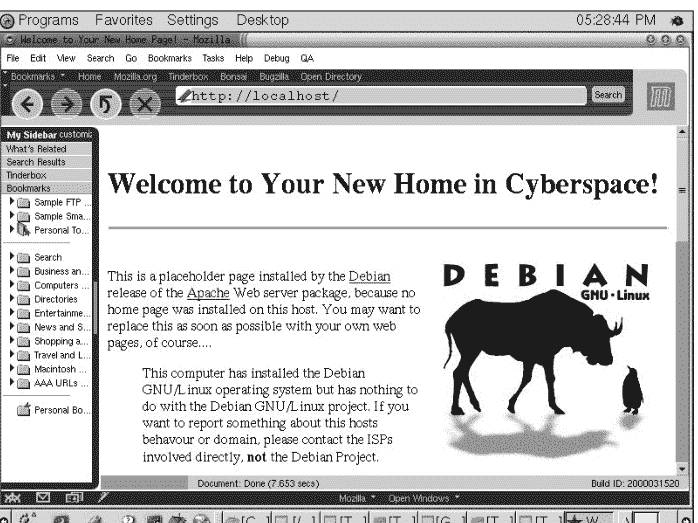 Programs Favorites Settings Desktop 05:28:44 PM
Welcome to Your New Home Page! - Mozilla
File Edit View Search Go Bookmarks Tasks Help Debug QA
Bookmarks Home Mozilla.org Tinderbox Bonsai Bugzilla Open Directory
http://localhost/ Search
My Sidebar customiz
What's Related
Search Results
Tinderbox
Bookmarks
Sample FTP ...
Sample Sma...
Personal To...
Search
Business an...
Computers ...
Directories
Entertainme...
News and S...
Shopping a...
Travel and L...
Macintosh ...
AAA URLs ...
Personal Bo...
Welcome to Your New Home in Cyberspace!
This is a placeholder page installed by the Debian
release of the Apache Web server package, because no
home page was installed on this host. You may want to
replace this as soon as possible with your own web
pages, of course....
DEBIAN
GNU·Linux
This computer has installed the Debian
GNU/Linux operating system but has nothing to
do with the Debian GNU/Linux project. If you
want to report something about this hosts
behavour or domain, please contact the ISPs
involved directly, not the Debian Project.
Document: Done (7.653 secs) Build ID: 2000031520
Mozilla Open Windows